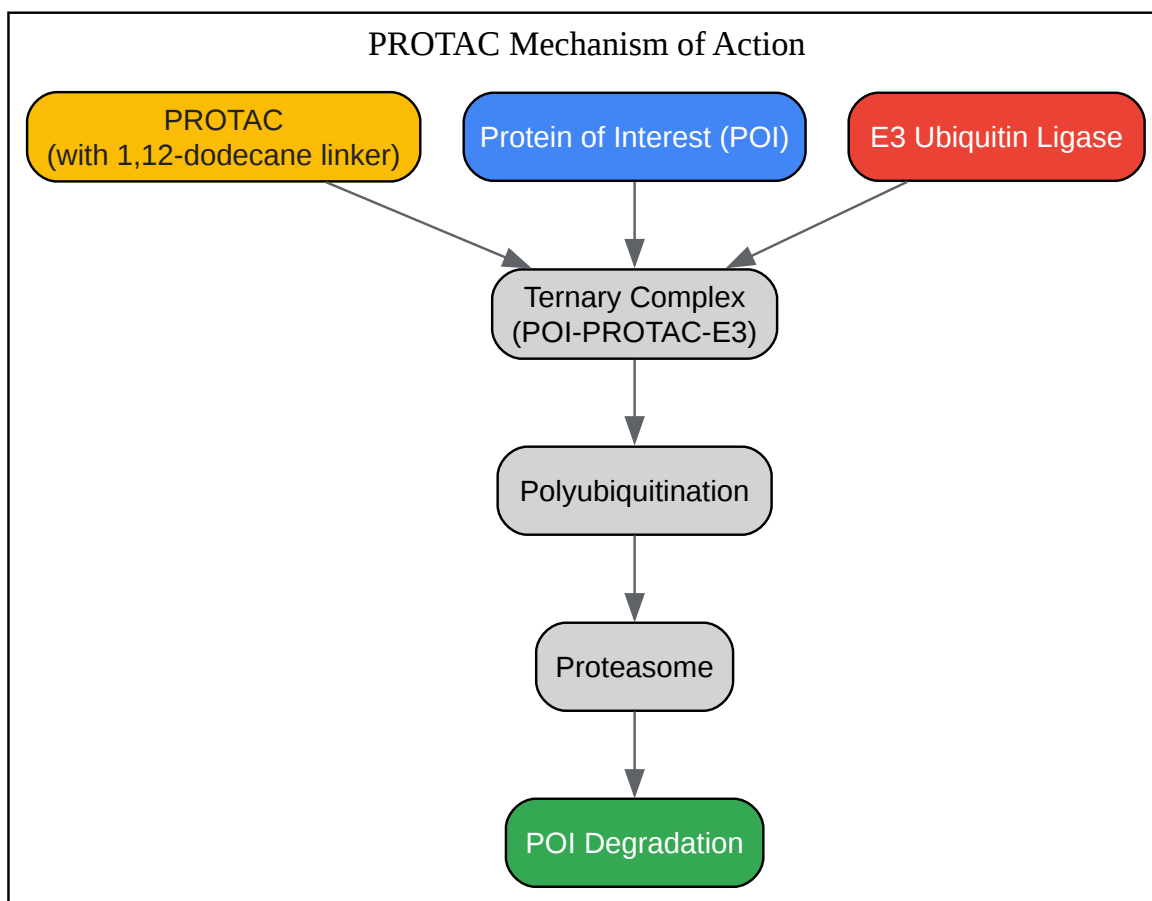 PROTAC Mechanism of Action
PROTAC
(with 1,12-dodecane linker)
Protein of Interest (POI)
E3 Ubiquitin Ligase
Ternary Complex
(POI-PROTAC-E3)
Polyubiquitination
Proteasome
POI Degradation